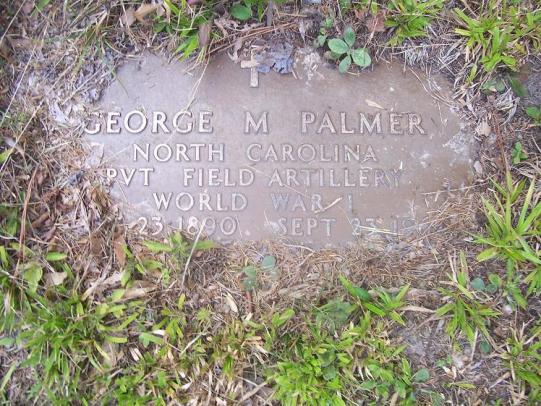 GEORGE M PALMER
NORTH CAROLINA
PVT FIELD ARTILLERY
WORLD WAR I
23 1890 SEPT 23